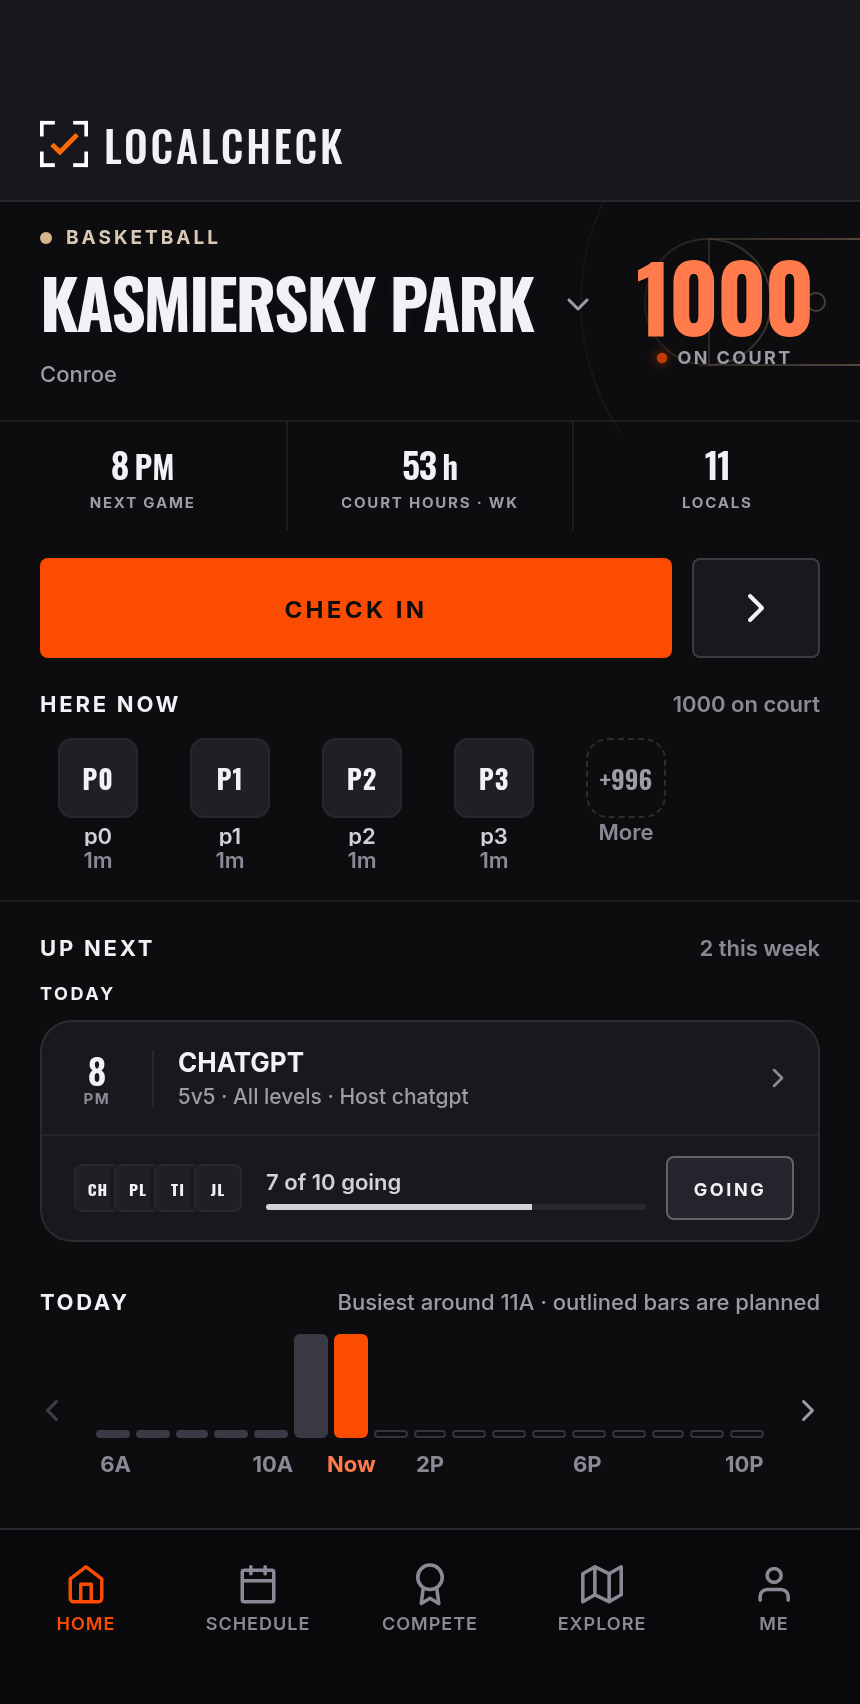 LOCALCHECK
BASKETBALL
KASMIERSKY PARK
1000
ON COURT
Conroe
8 PM
NEXT GAME
53 h
COURT HOURS · WK
11
LOCALS
CHECK IN
HERE NOW
1000 on court
P0 P1 P2 P3 +996
p0 p1 p2 p3 More
1m 1m 1m 1m
UP NEXT
2 this week
TODAY
8
PM
CHATGPT
5v5 · All levels · Host chatgpt
CH PL TI JL
7 of 10 going
GOING
TODAY
Busiest around 11A · outlined bars are planned
6A 10A Now 2P 6P 10P
HOME SCHEDULE COMPETE EXPLORE ME